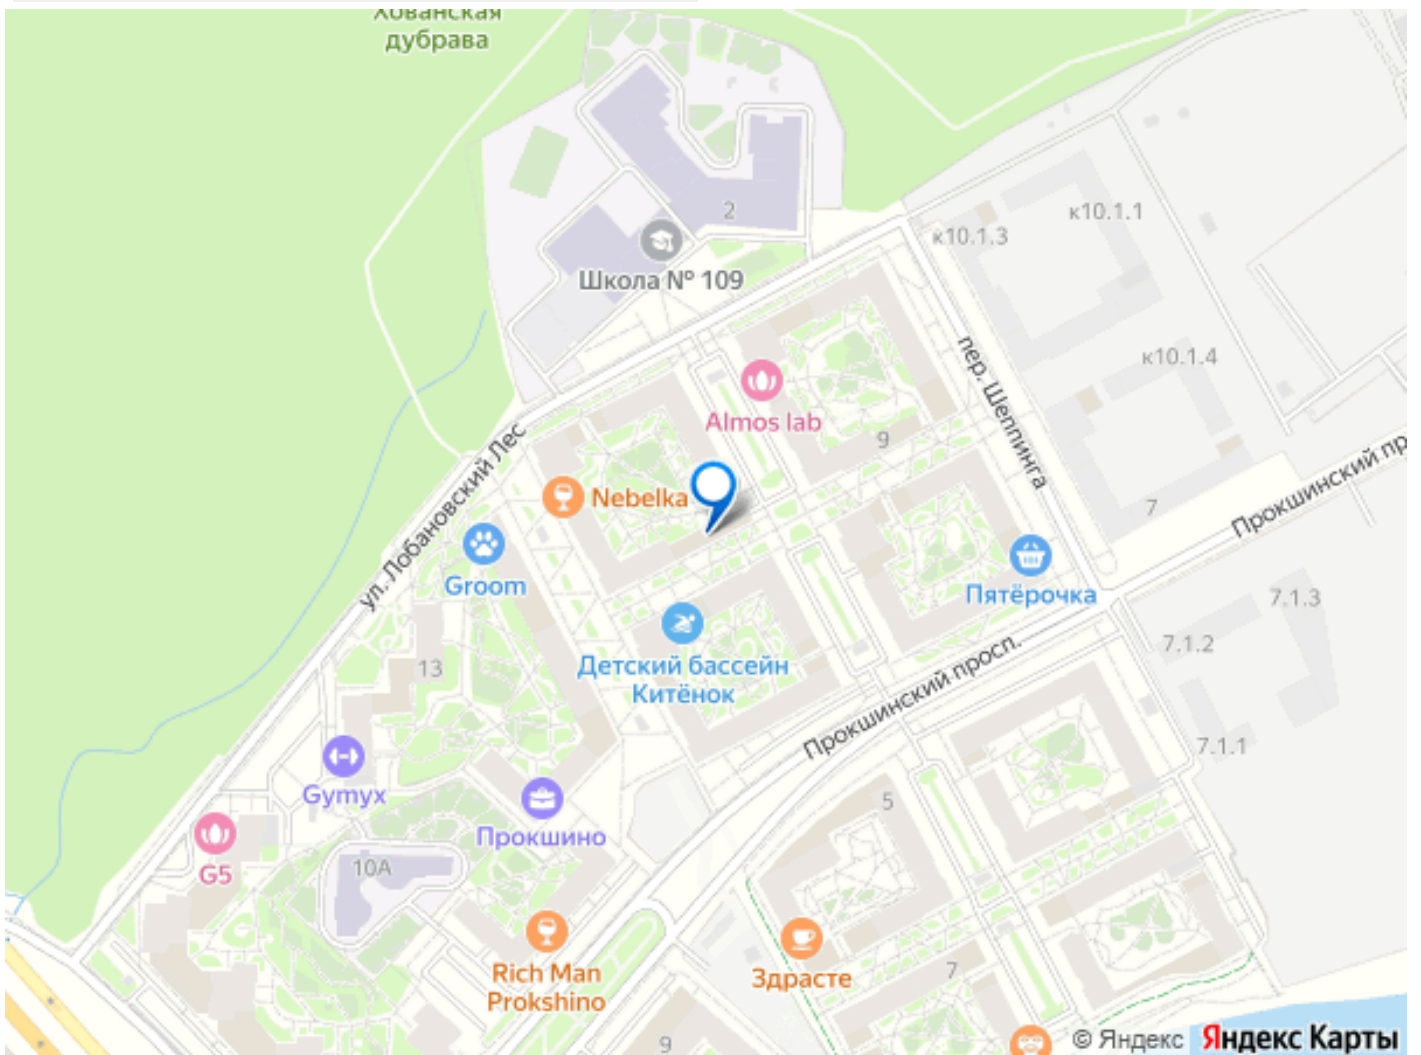 Хованская
дубрава
2
Школа № 109
к10.1.1
к10.1.3
к10.1.4
пер. Шеппинга
Almos lab
9
ул. Лобановский Лес
Nebelka
Groom
7
Прокшинский пр
Пятёрочка
7.1.3
7.1.2
7.1.1
Детский бассейн
Китёнок
13
Прокшинский просп.
Gymyx
Прокшино
5
G5
10А
Rich Man
Prokshino
Здрасте
7
9
© Яндекс Яндекс Карты